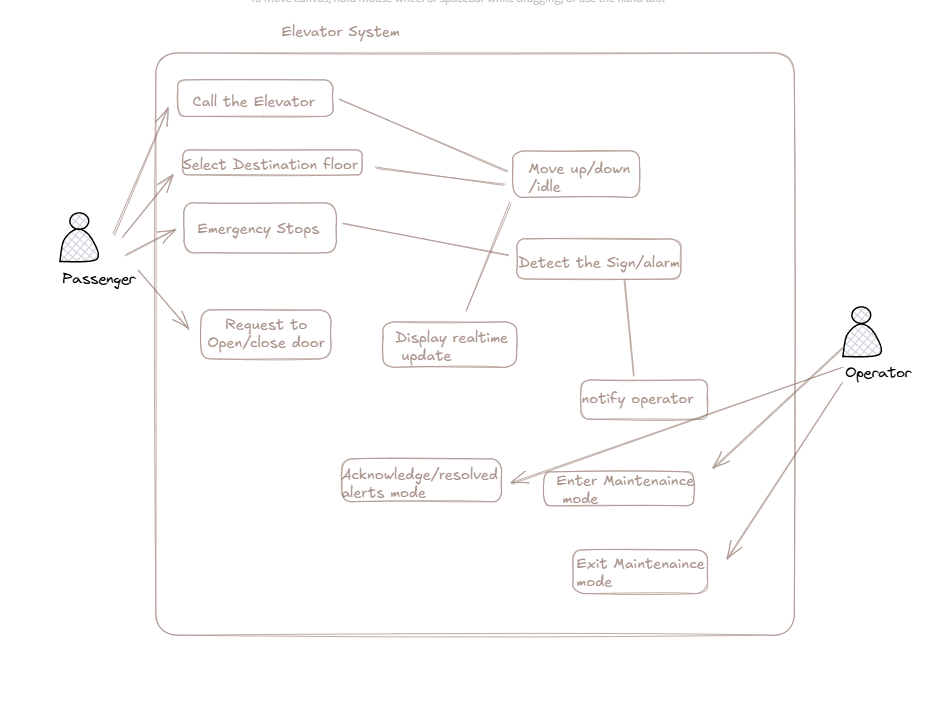 To move canvas, hold mouse wheel or spacebar while dragging, or use the hand tool
Elevator System
Call the Elevator
Select Destination floor
Move up/down
/idle
Emergency Stops
Detect the Sign/alarm
Passenger
Request to
Open/close door
Display realtime
update
Operator
notify operator
Acknowledge/resolved
alerts mode
Enter Maintenaince
mode
Exit Maintenaince
mode